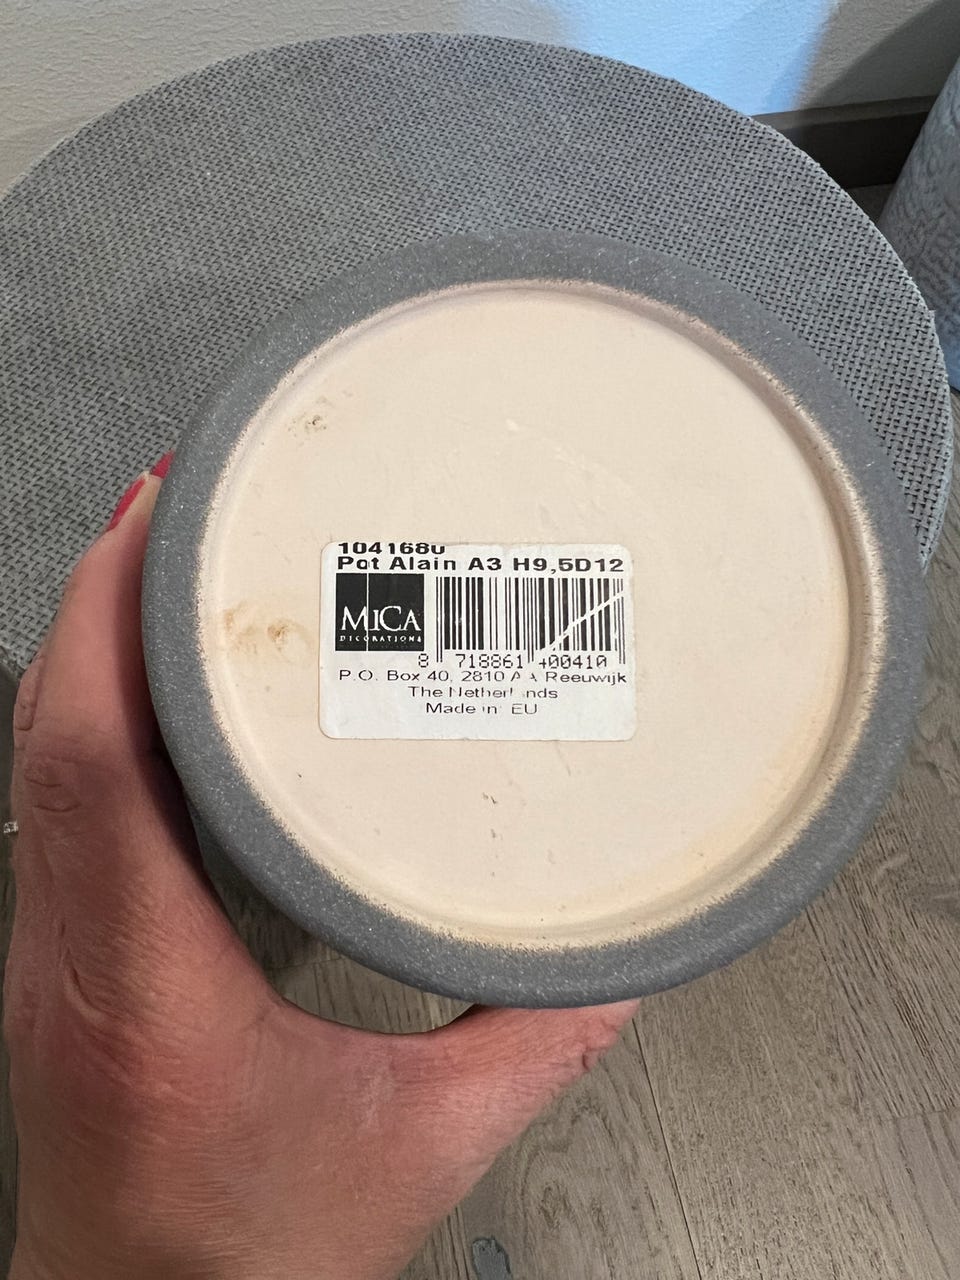 1041680
Pot Alain A3 H9,5D12
MiCA
DECORATIONS
8 718861 400410
P.O. Box 40, 2810 AA Reeuwijk
The Netherlands
Made in EU